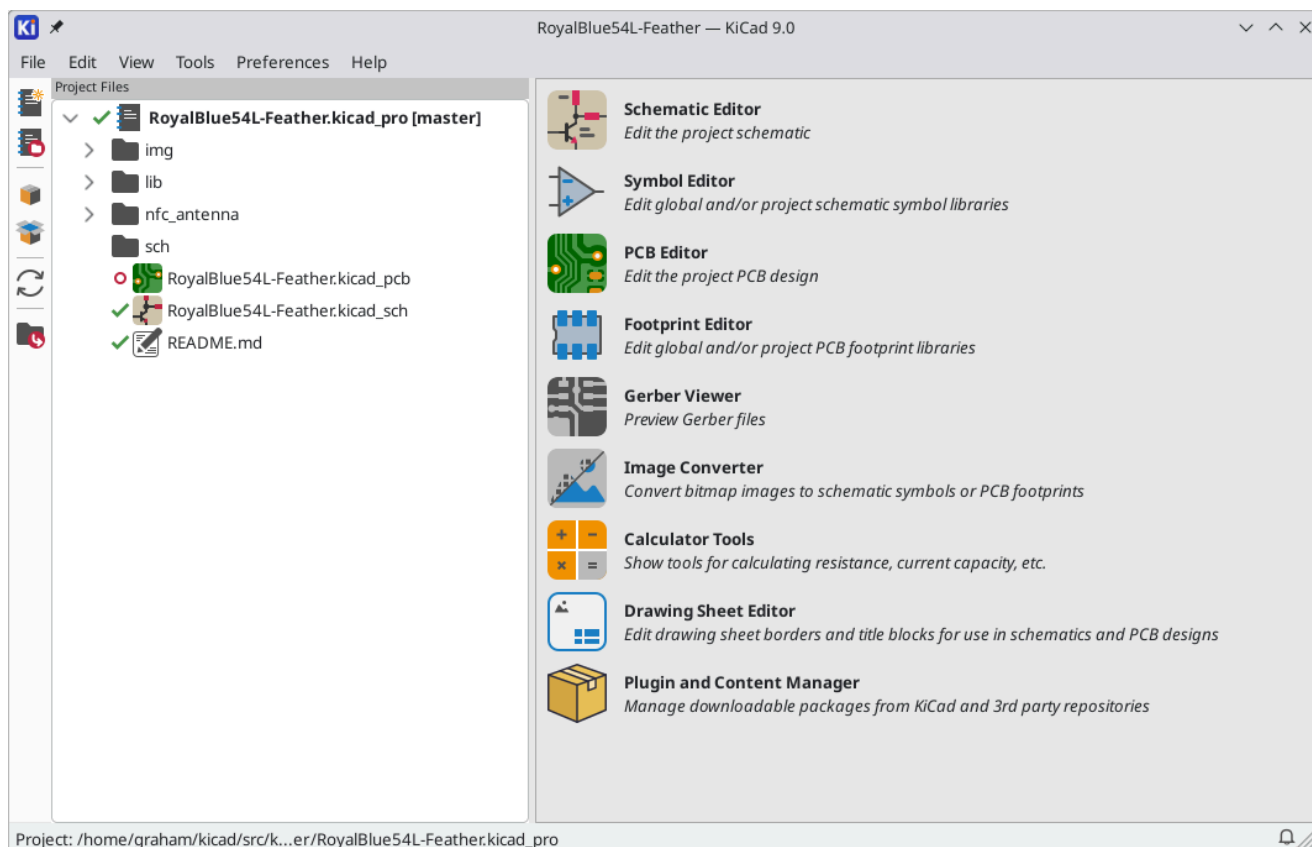 Ki
RoyalBlue54L-Feather — KiCad 9.0
File Edit View Tools Preferences Help
Project Files
RoyalBlue54L-Feather.kicad_pro [master]
img
lib
nfc_antenna
sch
RoyalBlue54L-Feather.kicad_pcb
RoyalBlue54L-Feather.kicad_sch
README.md
Schematic Editor
Edit the project schematic
Symbol Editor
Edit global and/or project schematic symbol libraries
PCB Editor
Edit the project PCB design
Footprint Editor
Edit global and/or project PCB footprint libraries
Gerber Viewer
Preview Gerber files
Image Converter
Convert bitmap images to schematic symbols or PCB footprints
Calculator Tools
Show tools for calculating resistance, current capacity, etc.
Drawing Sheet Editor
Edit drawing sheet borders and title blocks for use in schematics and PCB designs
Plugin and Content Manager
Manage downloadable packages from KiCad and 3rd party repositories
Project: /home/graham/kicad/src/k...er/RoyalBlue54L-Feather.kicad_pro